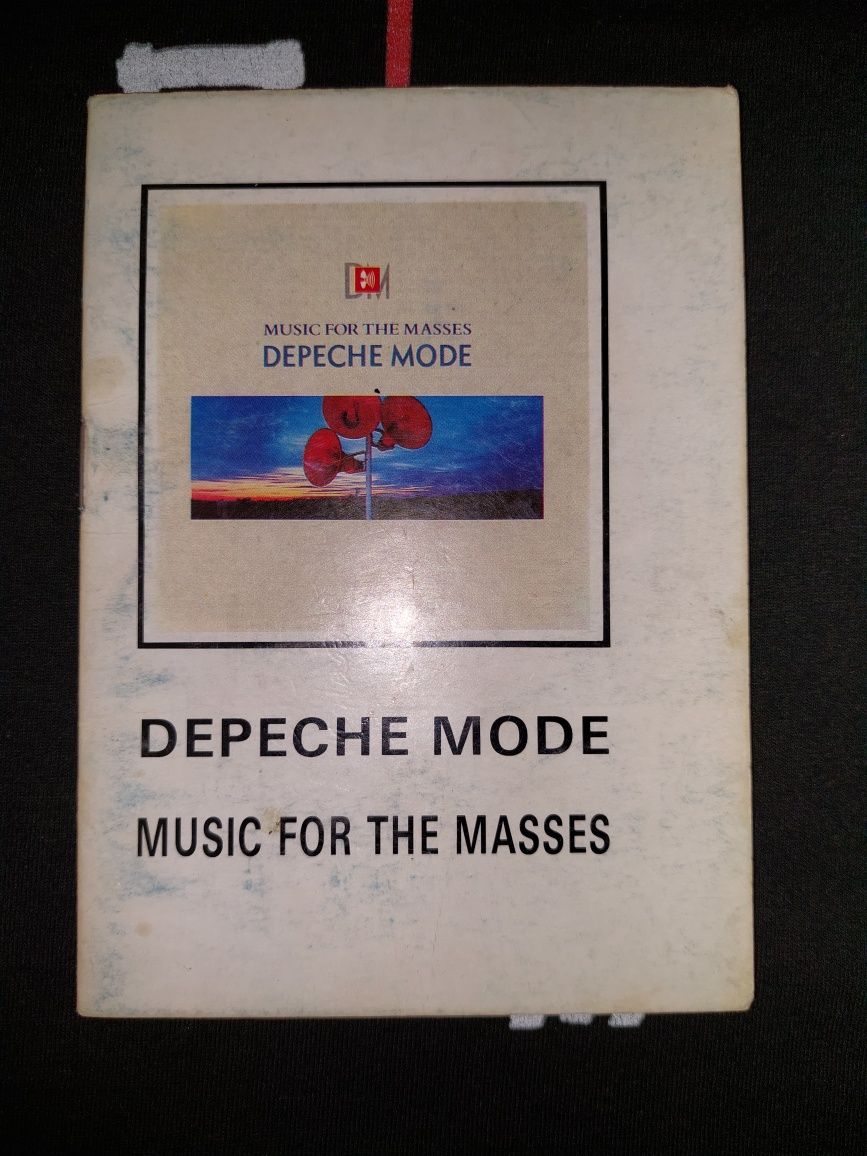 DM
MUSIC FOR THE MASSES
DEPECHE MODE
DEPECHE MODE
MUSIC FOR THE MASSES